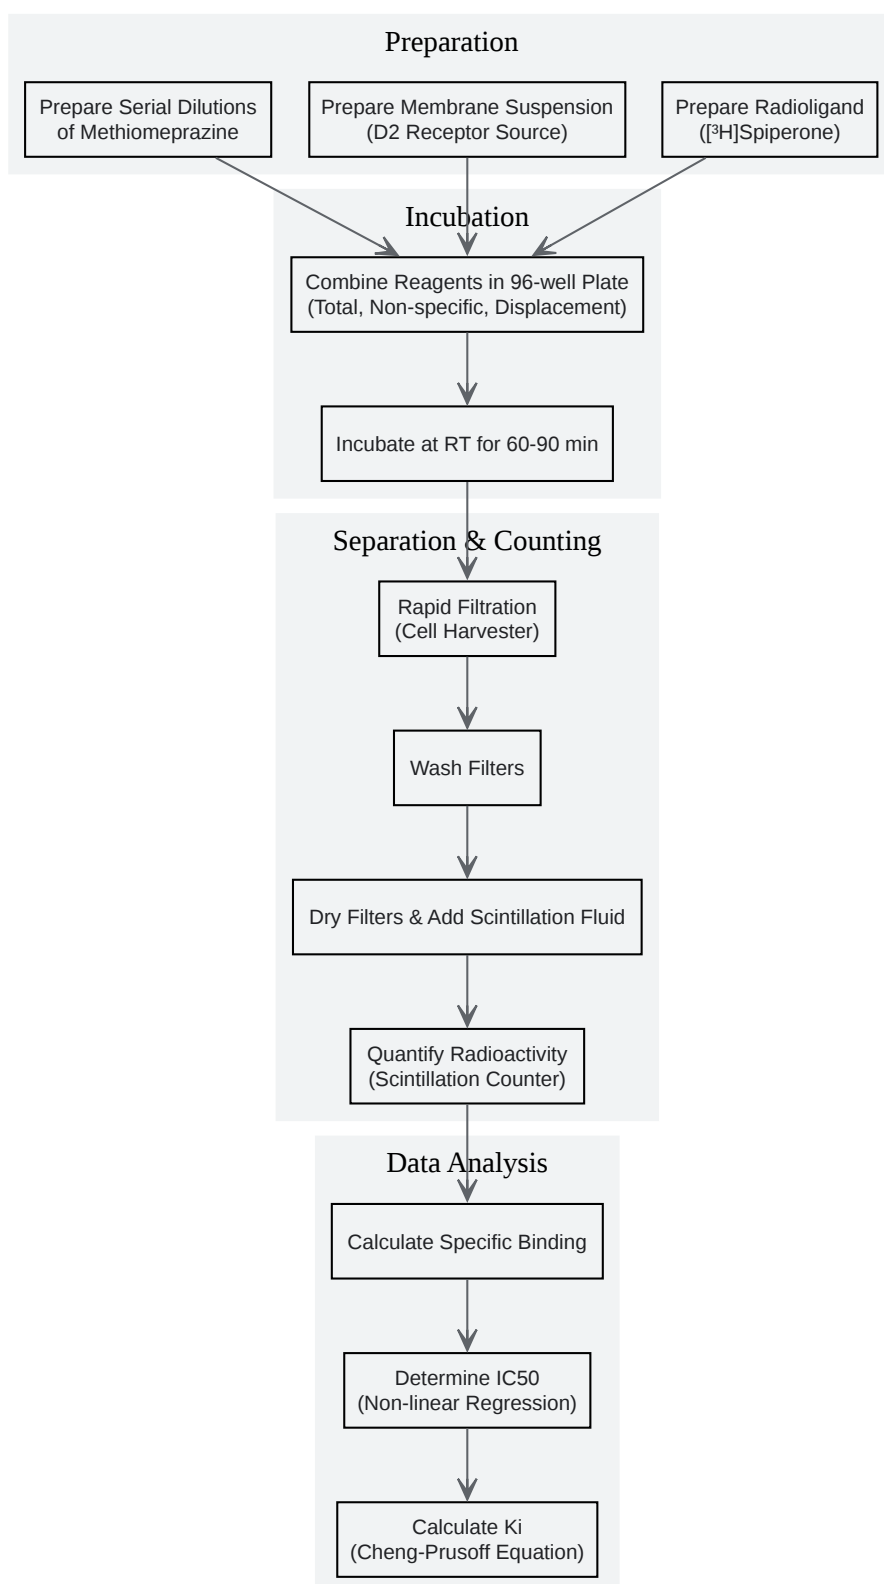 Preparation
Prepare Serial Dilutions
of Methiomeprazine
Prepare Membrane Suspension
(D2 Receptor Source)
Prepare Radioligand
([³H]Spiperone)
Incubation
Combine Reagents in 96-well Plate
(Total, Non-specific, Displacement)
Incubate at RT for 60-90 min
Separation & Counting
Rapid Filtration
(Cell Harvester)
Wash Filters
Dry Filters & Add Scintillation Fluid
Quantify Radioactivity
(Scintillation Counter)
Data Analysis
Calculate Specific Binding
Determine IC50
(Non-linear Regression)
Calculate Ki
(Cheng-Prusoff Equation)